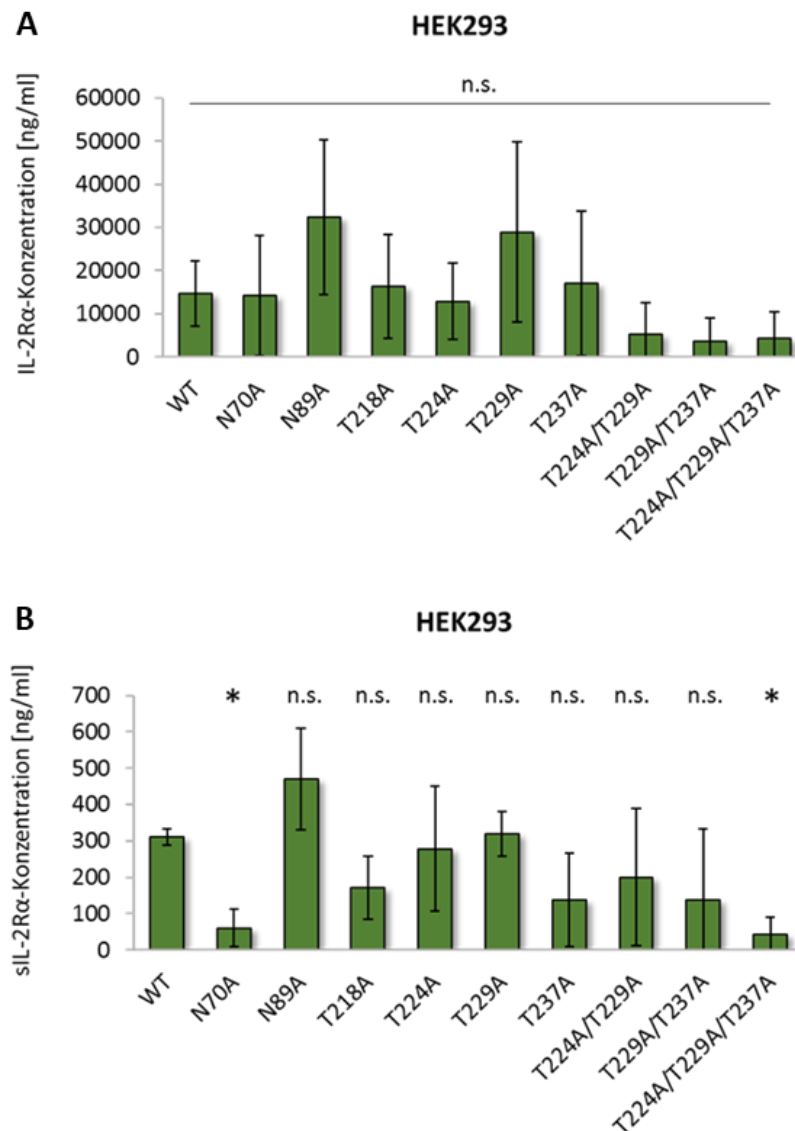 A
HEK293
IL-2Rα-Konzentration [ng/ml]
n.s.
60000
50000
40000
30000
20000
10000
0
WT
N70A
N89A
T218A
T224A
T229A
T237A
T224A/T229A
T229A/T237A
T224A/T229A/T237A
B
HEK293
sIL-2Rα-Konzentration [ng/ml]
700
600
500
400
300
200
100
0
* n.s. n.s. n.s. n.s. n.s. n.s. n.s. *
WT
N70A
N89A
T218A
T224A
T229A
T237A
T224A/T229A
T229A/T237A
T224A/T229A/T237A